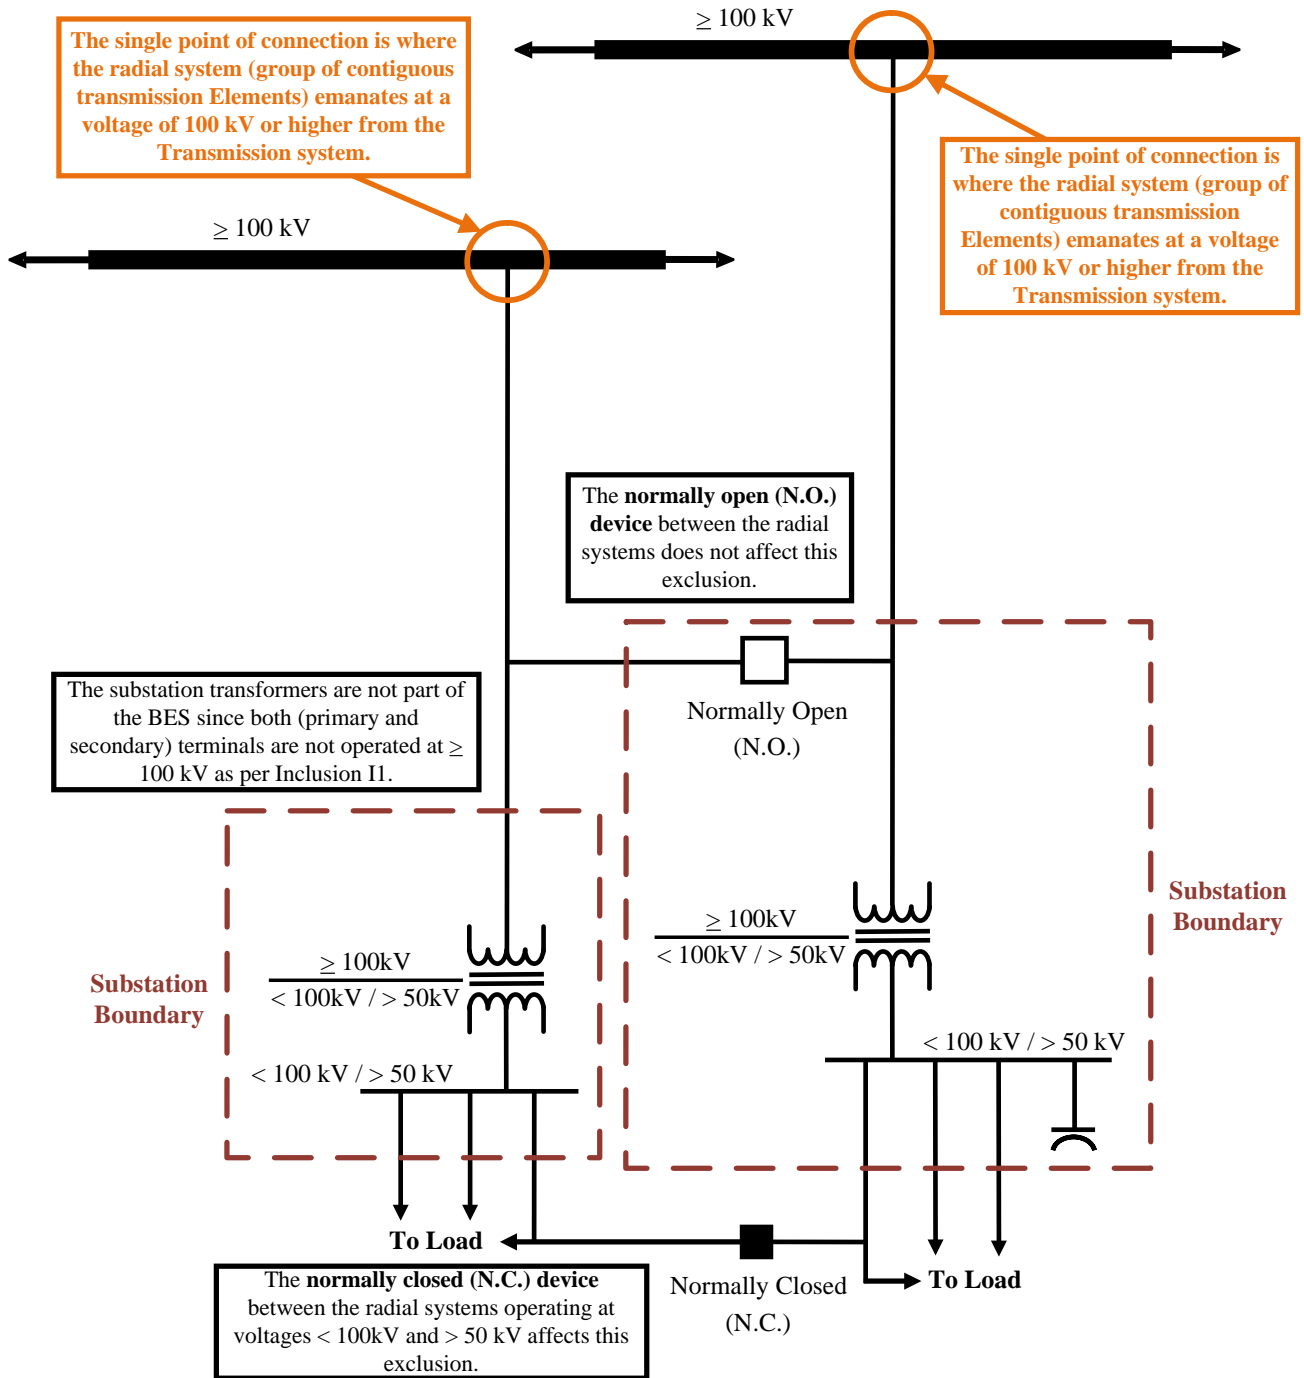 ≥ 100 kV
The single point of connection is where
the radial system (group of contiguous
transmission Elements) emanates at a
voltage of 100 kV or higher from the
Transmission system.
The single point of connection is
where the radial system (group of
contiguous transmission
Elements) emanates at a voltage
of 100 kV or higher from the
Transmission system.
≥ 100 kV
The normally open (N.O.)
device between the radial
systems does not affect this
exclusion.
The substation transformers are not part of
the BES since both (primary and
secondary) terminals are not operated at ≥
100 kV as per Inclusion I1.
Normally Open
(N.O.)
Substation
Boundary
≥ 100kV
< 100kV / > 50kV
≥ 100kV
< 100kV / > 50kV
Substation
Boundary
< 100 kV / > 50 kV
< 100 kV / > 50 kV
To Load
To Load
The normally closed (N.C.) device
between the radial systems operating at
voltages < 100kV and > 50 kV affects this
exclusion.
Normally Closed
(N.C.)